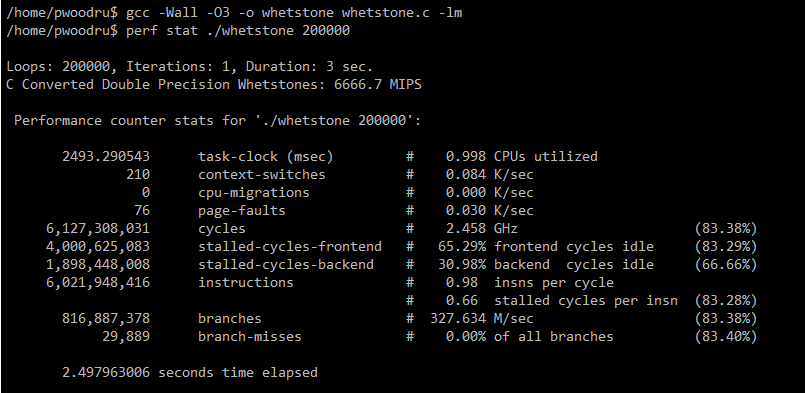 /home/pwoodru$ gcc -Wall -O3 -o whetstone whetstone.c -lm
/home/pwoodru$ perf stat ./whetstone 200000
Loops: 200000, Iterations: 1, Duration: 3 sec.
C Converted Double Precision Whetstones: 6666.7 MIPS
Performance counter stats for './whetstone 200000':
2493.290543 task-clock (msec) # 0.998 CPUs utilized
210 context-switches # 0.084 K/sec
0 cpu-migrations # 0.000 K/sec
76 page-faults # 0.030 K/sec
6,127,308,031 cycles # 2.458 GHz (83.38%)
4,000,625,083 stalled-cycles-frontend # 65.29% frontend cycles idle (83.29%)
1,898,448,008 stalled-cycles-backend # 30.98% backend cycles idle (66.66%)
6,021,948,416 instructions # 0.98 insns per cycle
# 0.66 stalled cycles per insn (83.28%)
816,887,378 branches # 327.634 M/sec (83.38%)
29,889 branch-misses # 0.00% of all branches (83.40%)
2.497963006 seconds time elapsed